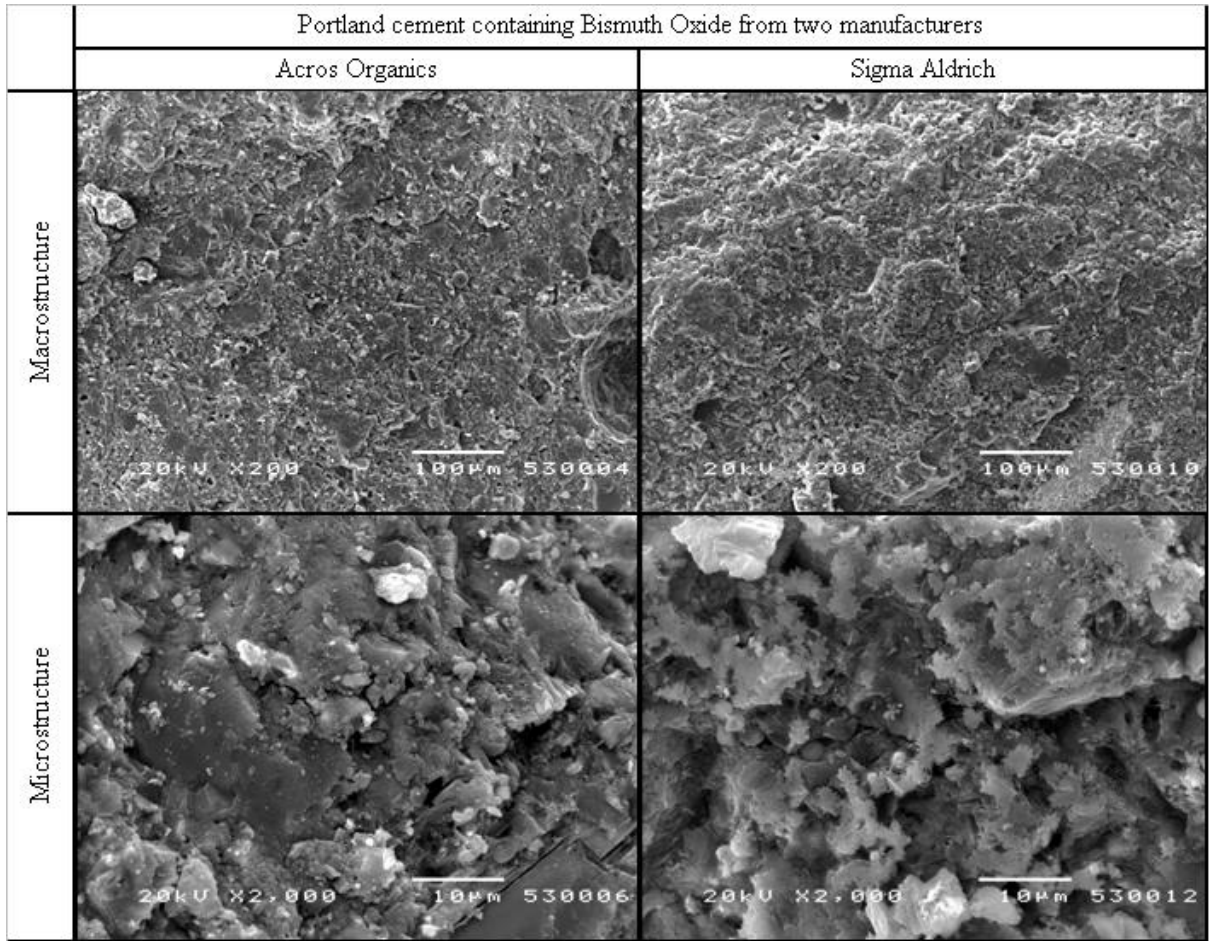 Portland cement containing Bismuth Oxide from two manufacturers
Acros Organics
Sigma Aldrich
Macrostructure
20kV X200 100µm 530004
20kV X200 100µm 530010
Microstructure
20kV X2,000 10µm 530006
20kV X2,000 10µm 530012